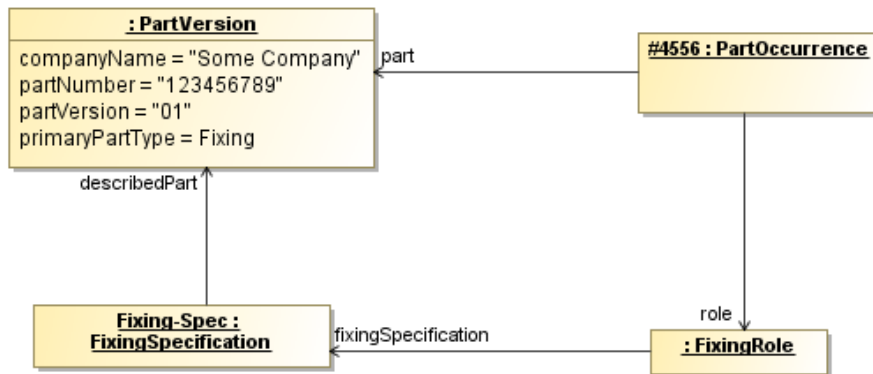 : PartVersion
companyName = "Some Company"
partNumber = "123456789"
partVersion = "01"
primaryPartType = Fixing
part
#4556 : PartOccurrence
describedPart
role
Fixing-Spec :
FixingSpecification
fixingSpecification
: FixingRole